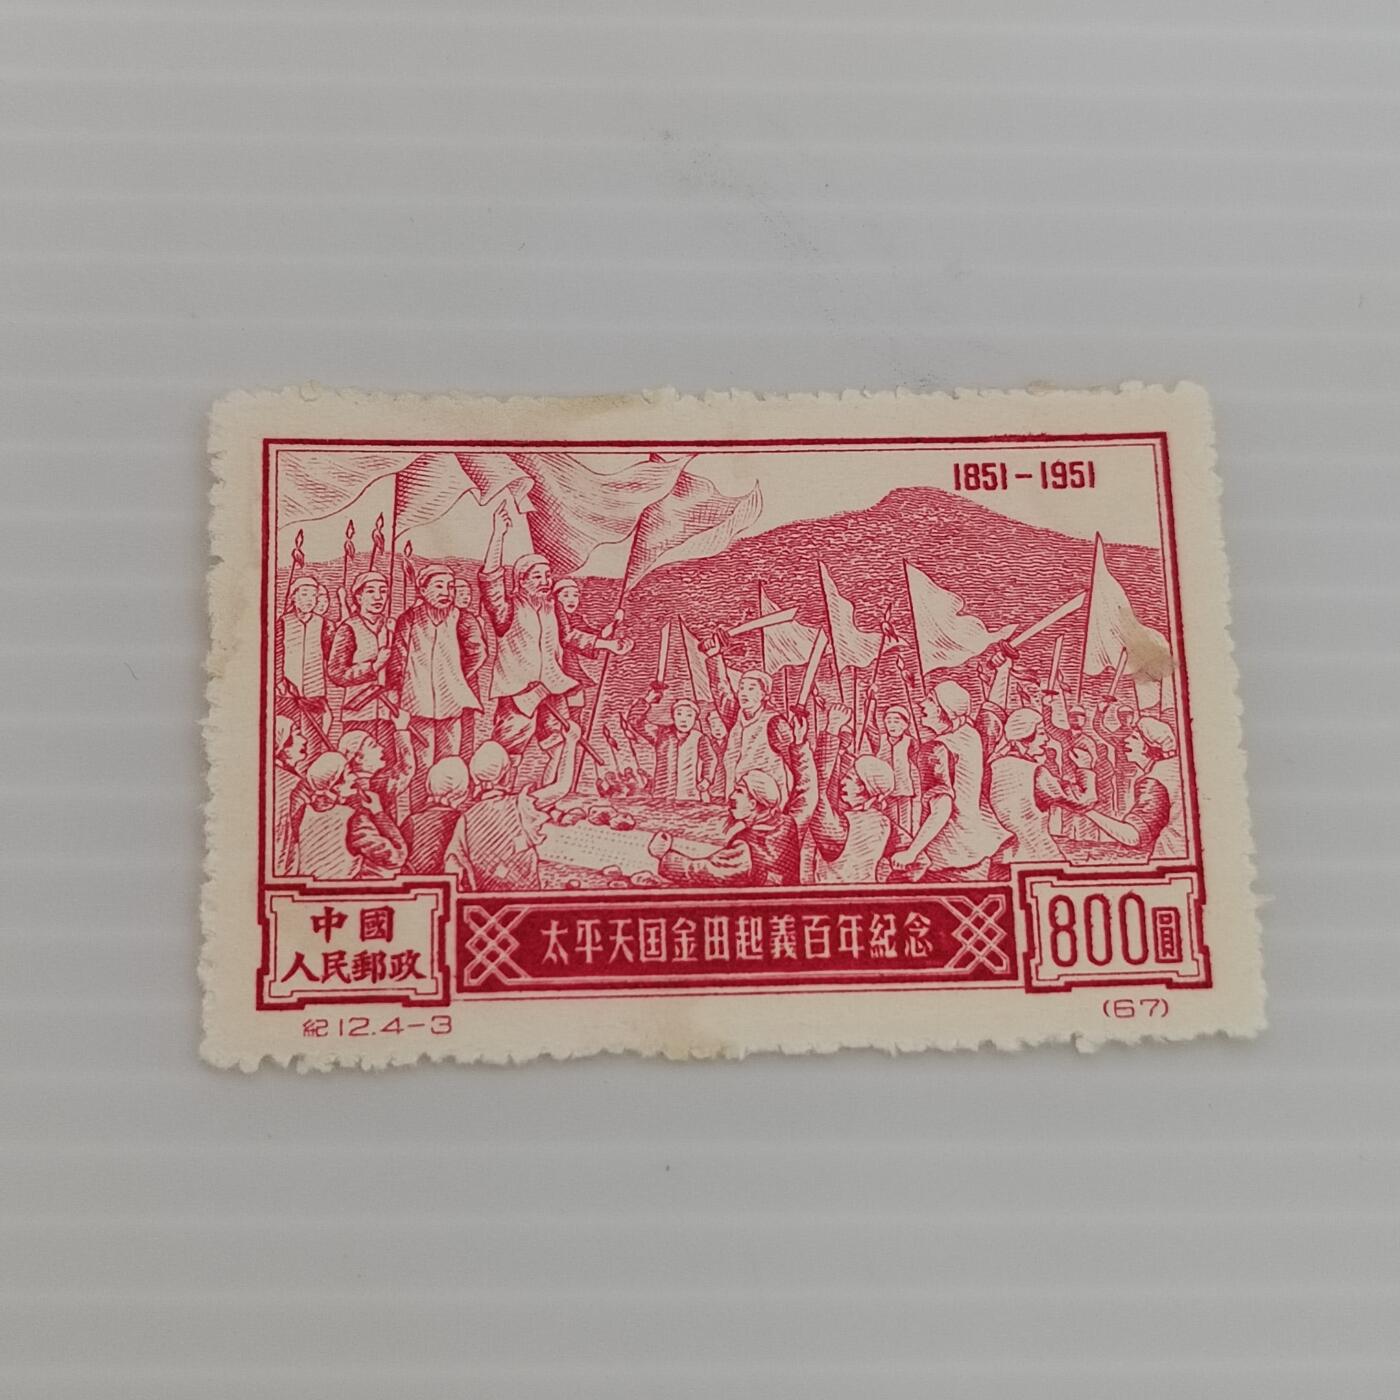 1851-1951
中國
人民郵政
太平天囯金田起義百年紀念
800圓
紀12.4-3
(67)